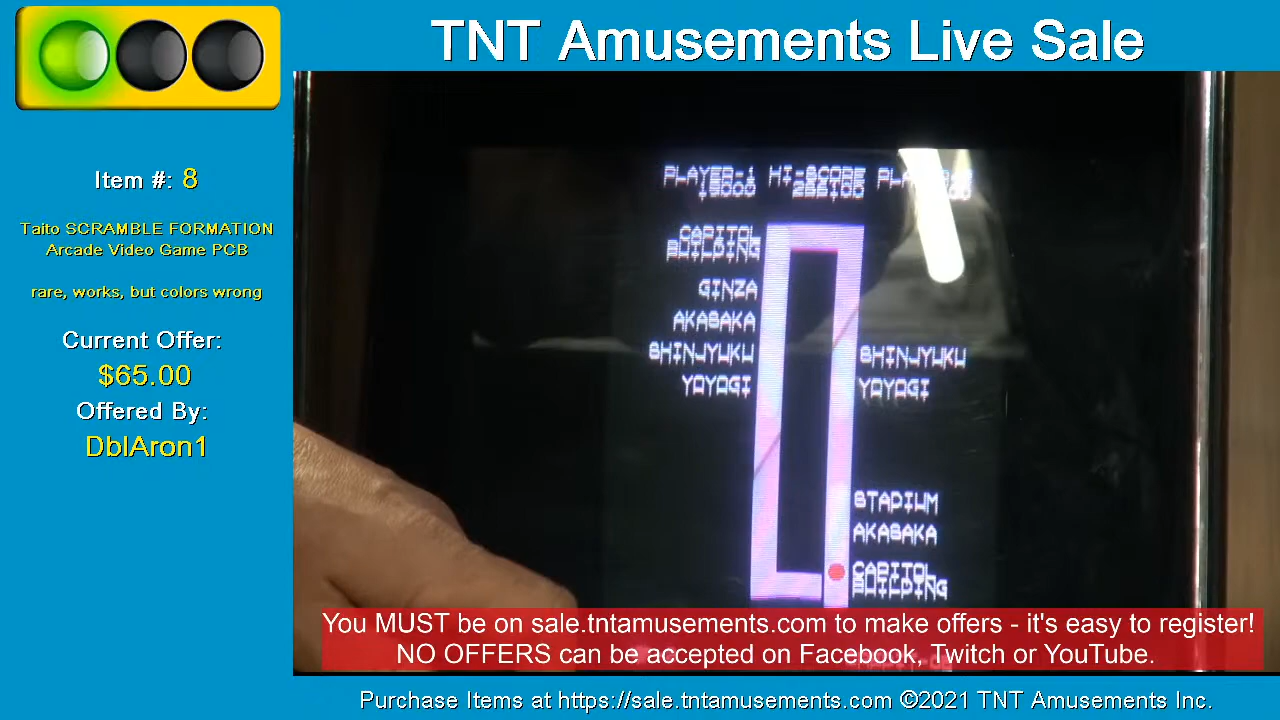 TNT Amusements Live Sale
Item #: 8
Taito SCRAMBLE FORMATION
Arcade Video Game PCB
rare, works, but colors wrong
Current Offer:
$65.00
Offered By:
DblAron1
PLAYER-1 HI-SCORE
CAPITOL
BUILDING
GINZA
AKASAKA
SHINJYUKU
YOYOGI
SHINJYUKU
YOYOGI
STADIUM
AKASAKA
CAPITOL
BUILDING
You MUST be on sale.tntamusements.com to make offers - it's easy to register!
NO OFFERS can be accepted on Facebook, Twitch or YouTube.
Purchase Items at https://sale.tntamusements.com ©2021 TNT Amusements Inc.